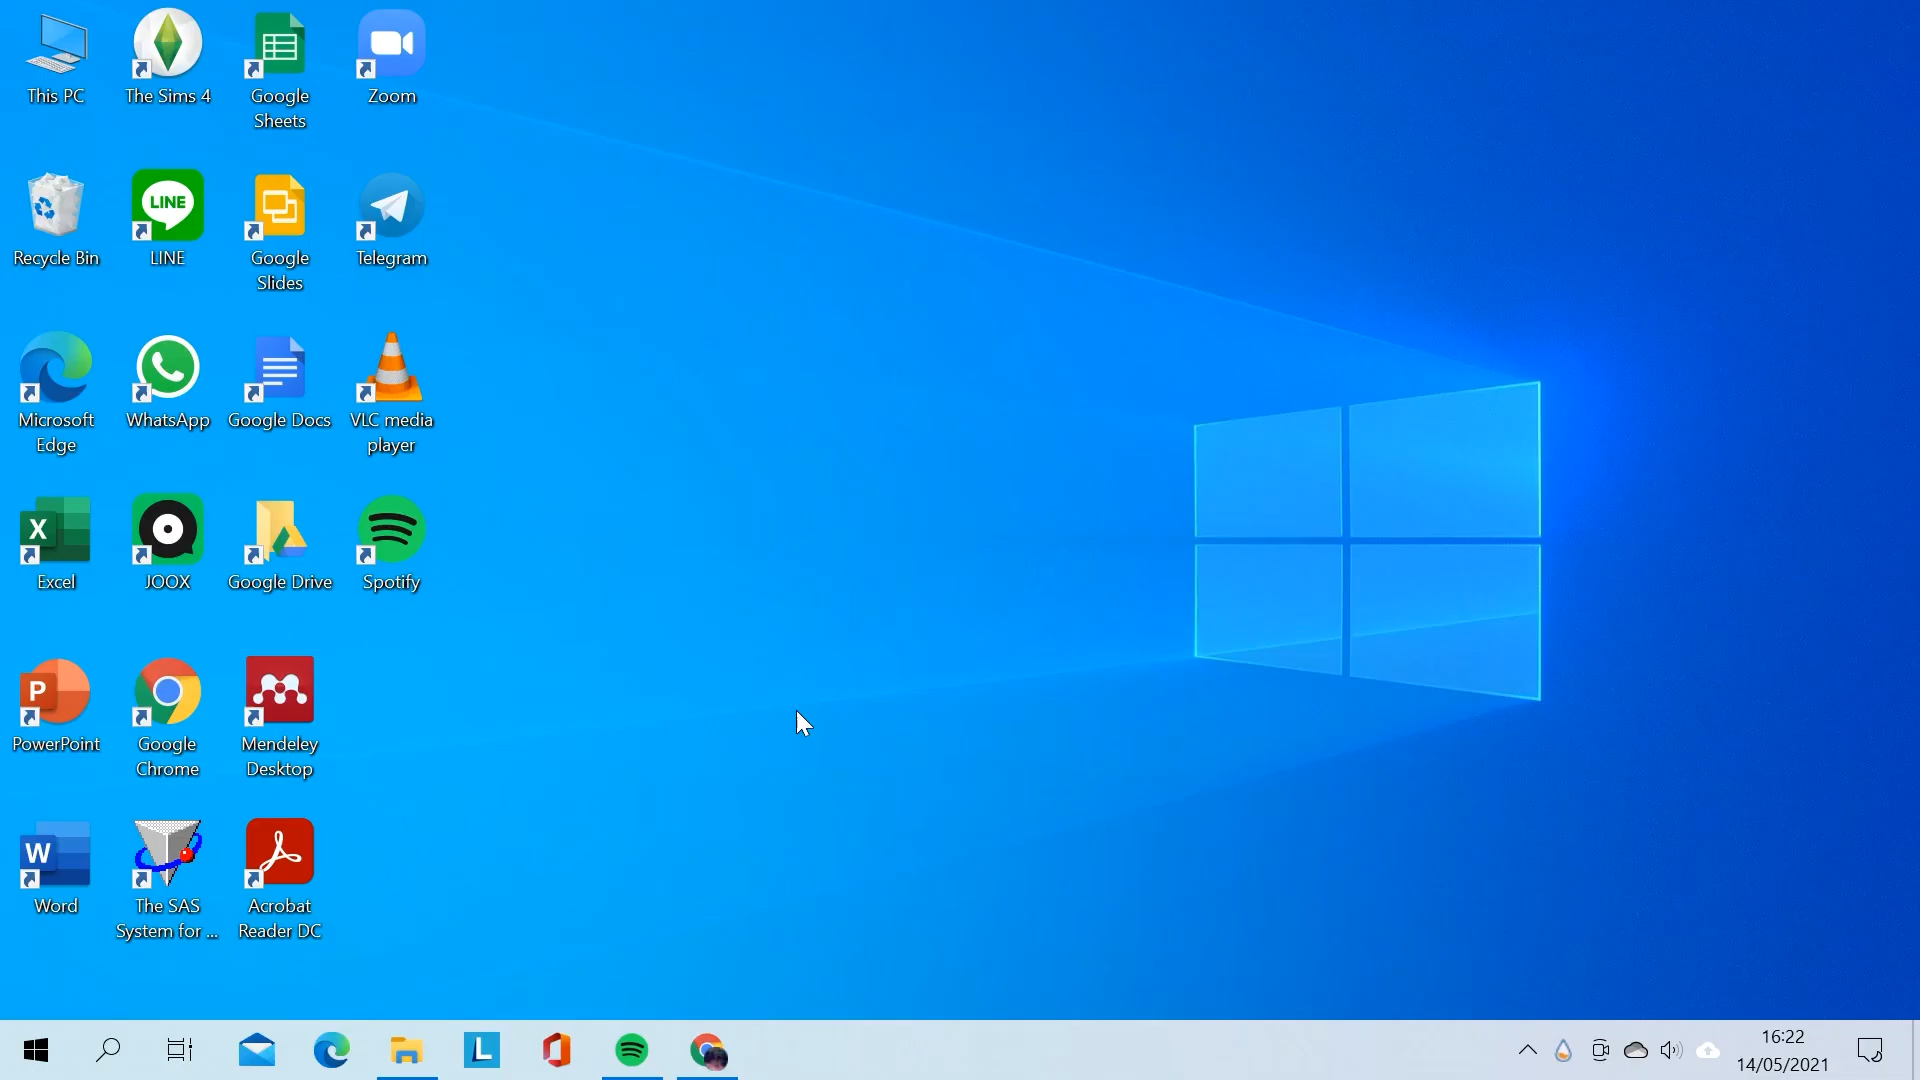 This PC
The Sims 4
Google
Sheets
Zoom
Recycle Bin
LINE
LINE
Google
Slides
Telegram
Microsoft
Edge
WhatsApp
Google Docs
VLC media
player
X
Excel
JOOX
Google Drive
Spotify
P
PowerPoint
Google
Chrome
Mendeley
Desktop
W
Word
The SAS
System for ...
Acrobat
Reader DC
L
16:22
14/05/2021